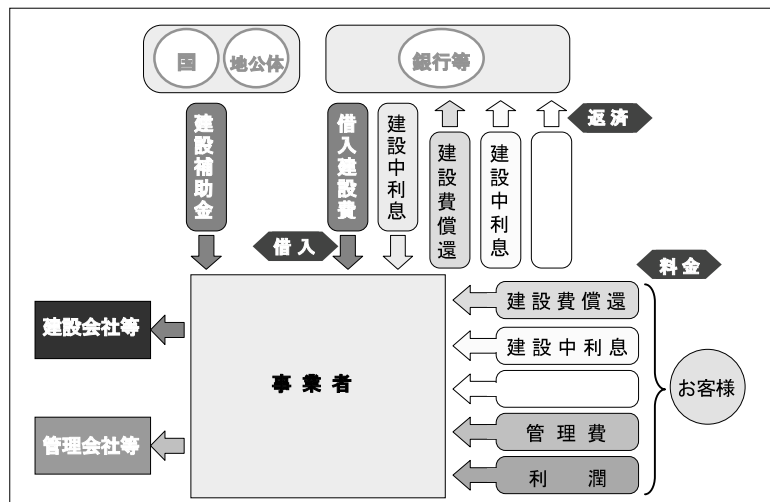 国
地公体
銀行等
建設補助金
借入建設費
建設中利息
建設費償還
建設中利息
返済
借入
料金
建設会社等
管理会社等
事業者
建設費償還
建設中利息
管理費
利潤
お客様